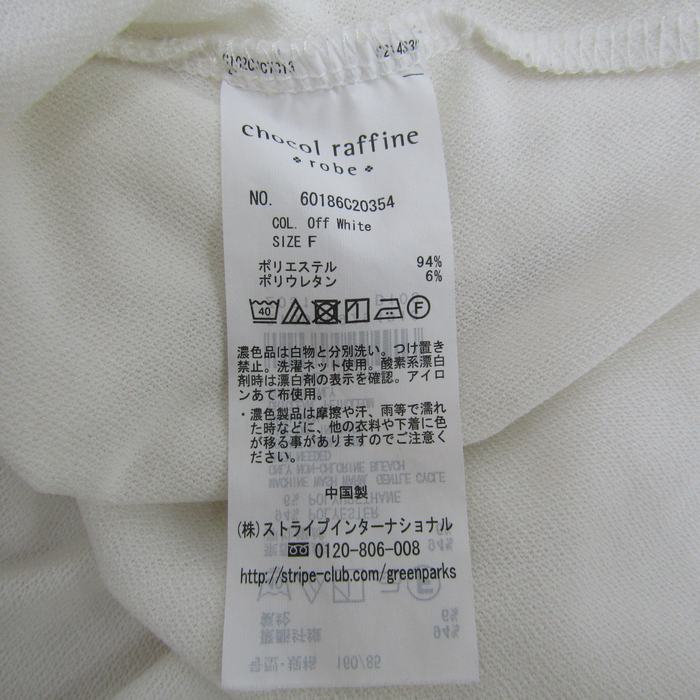 chocol raffine
robe
NO. 60186C20354
COL. Off White
SIZE F
ポリエステル 94%
ポリウレタン 6%
40 F
濃色品は白物と分別洗い。つけ置き
禁止。洗濯ネット使用。酸素系漂白
剤時は漂白剤の表示を確認。アイロ
ンあて布使用。
・濃色製品は摩擦や汗、雨等で濡れ
た時などに、他の衣料や下着に色
が移る事がありますのでご注意くだ
さい。
中国製
(株)ストライプインターナショナル
0120-806-008
http://stripe-club.com/greenparks